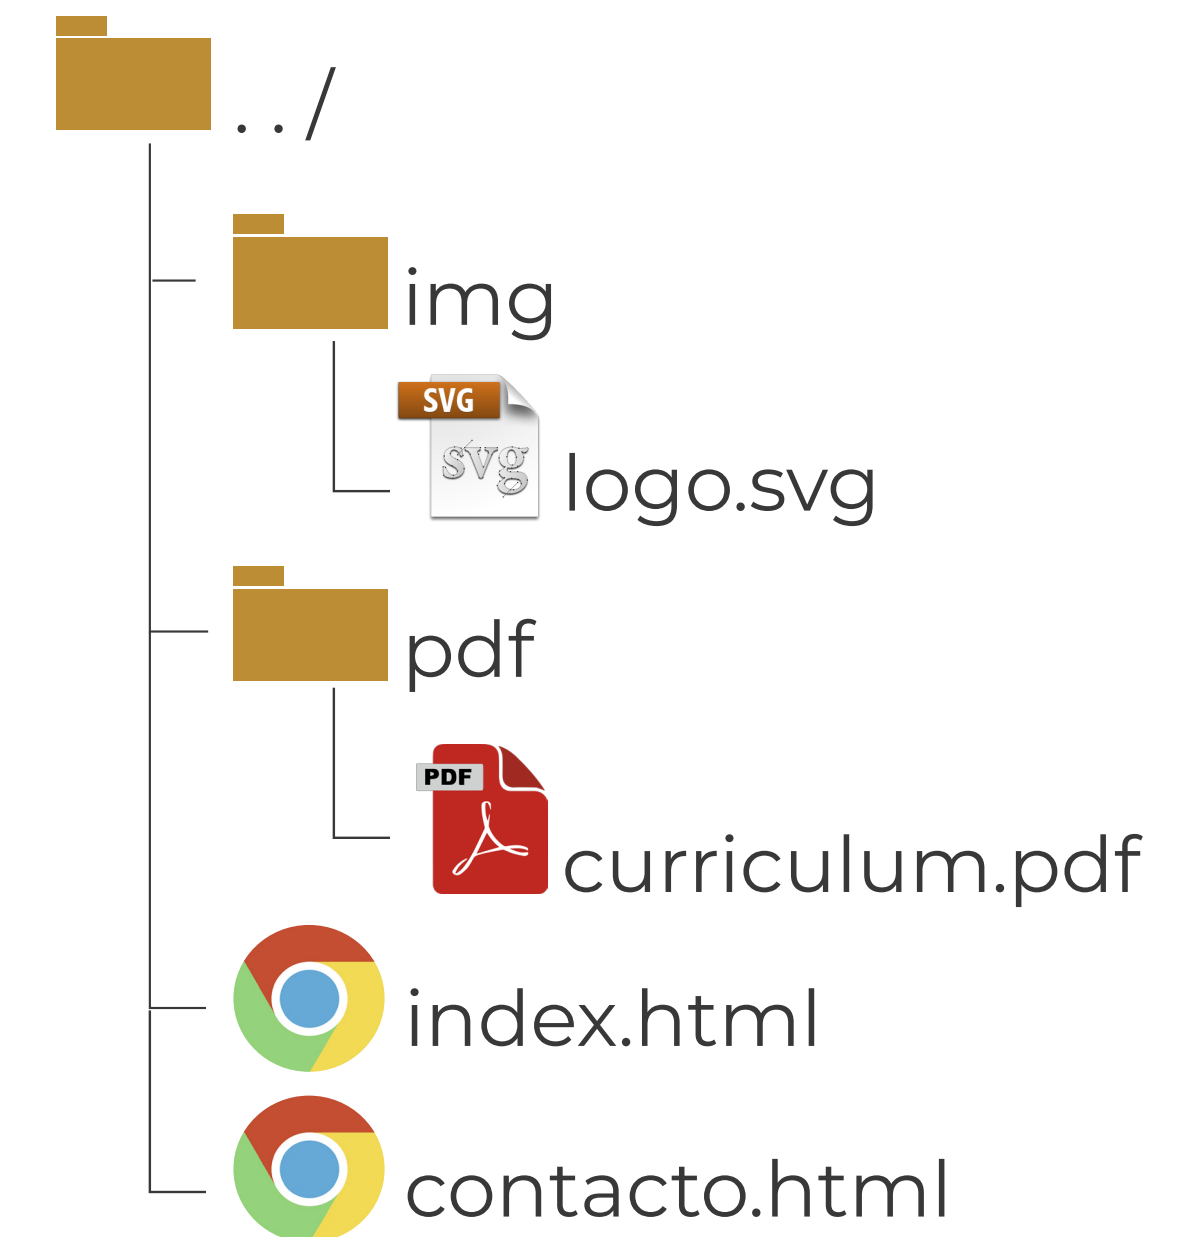 ../
img
SVG
svg
logo.svg
pdf
PDF
curriculum.pdf
index.html
contacto.html